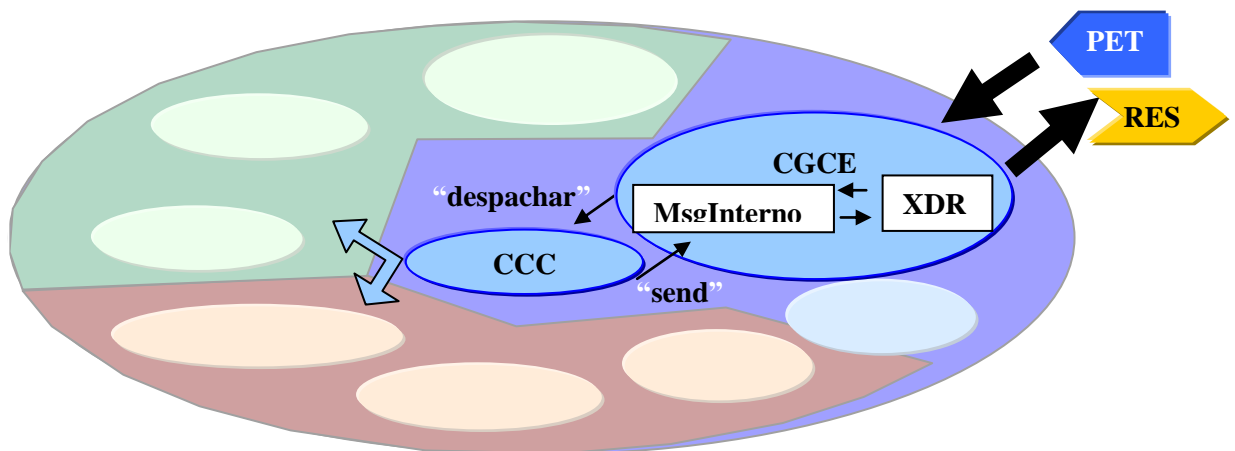 PET
RES
CGCE
“despachar”
MsgInterno
XDR
CCC
“send”